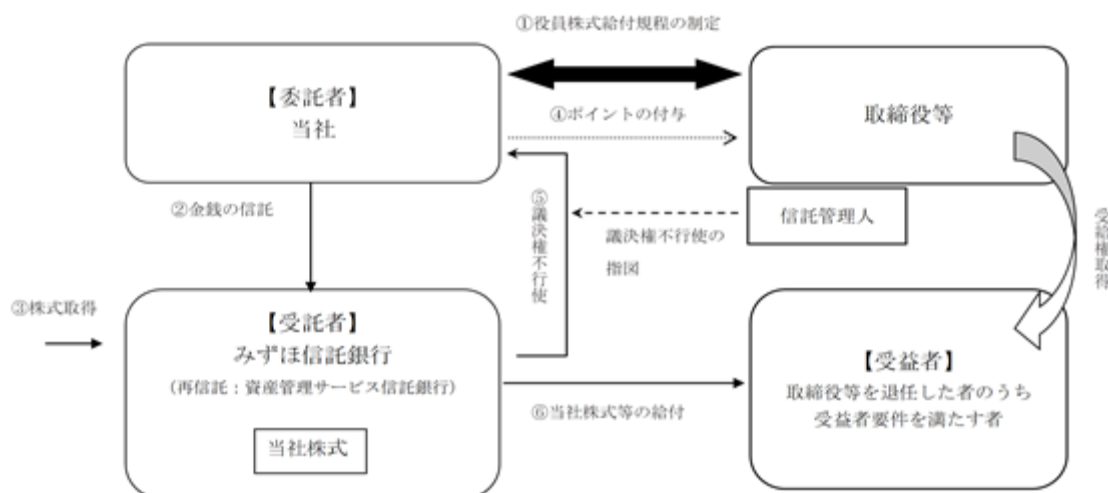 ①役員株式給付規程の制定
【委託者】
当社
④ポイントの付与
取締役等
②金銭の信託
⑤議決権不行使
議決権不行使の
指図
信託管理人
受給権取得
③株式取得
【受託者】
みずほ信託銀行
（再信託：資産管理サービス信託銀行）
当社株式
⑥当社株式等の給付
【受益者】
取締役等を退任した者のうち
受益者要件を満たす者